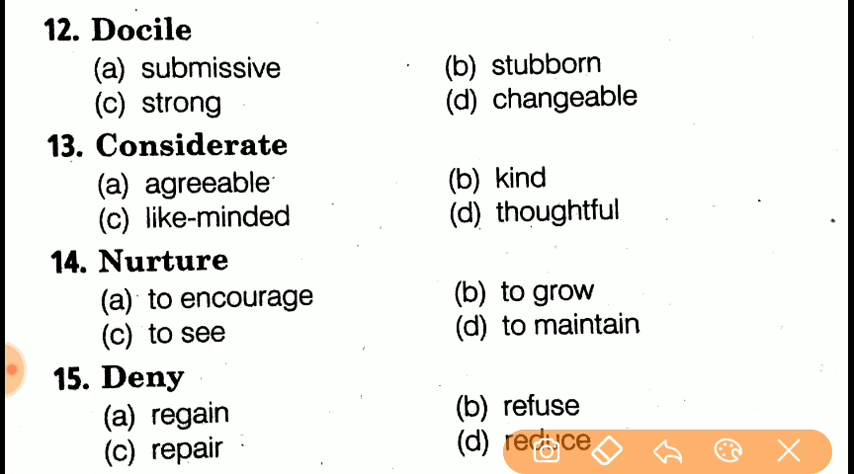 12. Docile
(a) submissive (b) stubborn
(c) strong (d) changeable
13. Considerate
(a) agreeable (b) kind
(c) like-minded (d) thoughtful
14. Nurture
(a) to encourage (b) to grow
(c) to see (d) to maintain
15. Deny
(a) regain (b) refuse
(c) repair (d) reduce